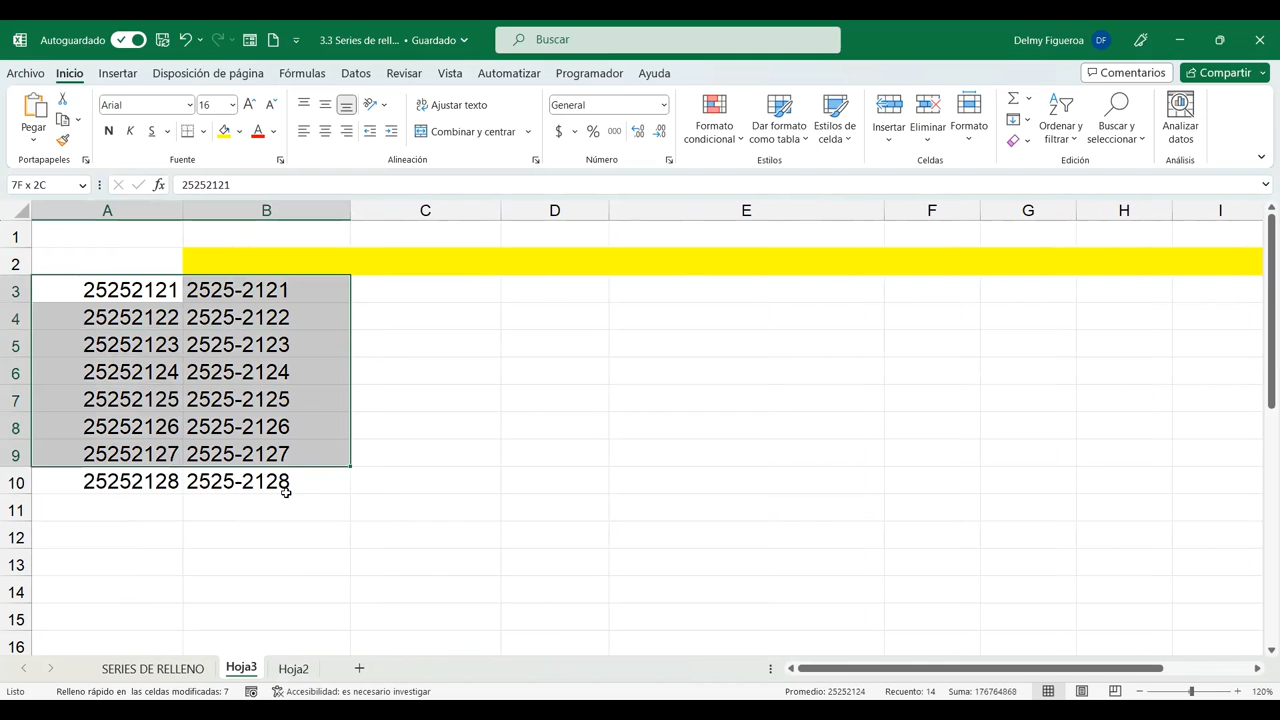 Autoguardado 3.3 Series de rell... • Guardado Buscar Delmy Figueroa DF
Archivo Inicio Insertar Disposición de página Fórmulas Datos Revisar Vista Automatizar Programador Ayuda Comentarios Compartir
Pegar Arial 16 Ajustar texto General Formato condicional Dar formato como tabla Estilos de celda Insertar Eliminar Formato Ordenar y filtrar Buscar y seleccionar Analizar datos
N K S Combinar y centrar $ % 000
Portapapeles Fuente Alineación Número Estilos Celdas Edición Análisis
7F x 2C fx 25252121
A B C D E F G H I
1
2
3 25252121 2525-2121
4 25252122 2525-2122
5 25252123 2525-2123
6 25252124 2525-2124
7 25252125 2525-2125
8 25252126 2525-2126
9 25252127 2525-2127
10 25252128 2525-2128
11
12
13
14
15
16
SERIES DE RELLENO Hoja3 Hoja2
Listo Relleno rápido en las celdas modificadas: 7 Accesibilidad: es necesario investigar Promedio: 25252124 Recuento: 14 Suma: 176764868 120%